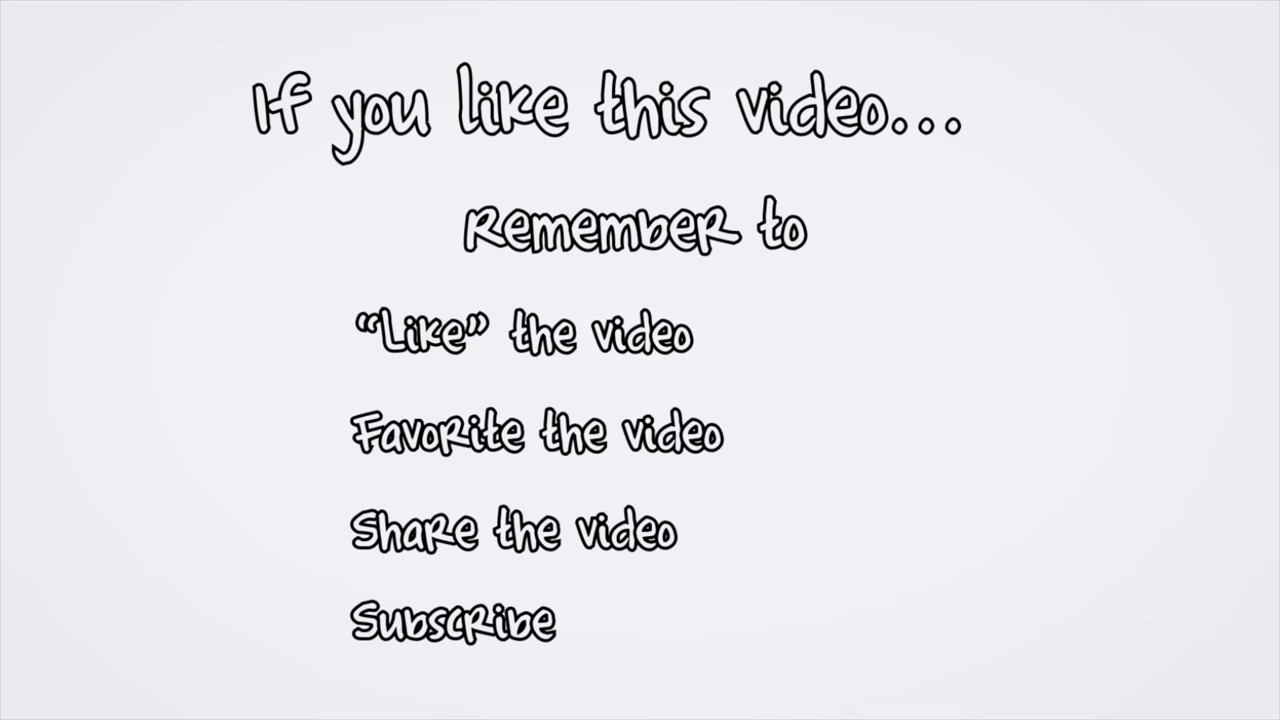 If you like this video...
Remember to
“Like” the video
Favorite the video
Share the video
Subscribe